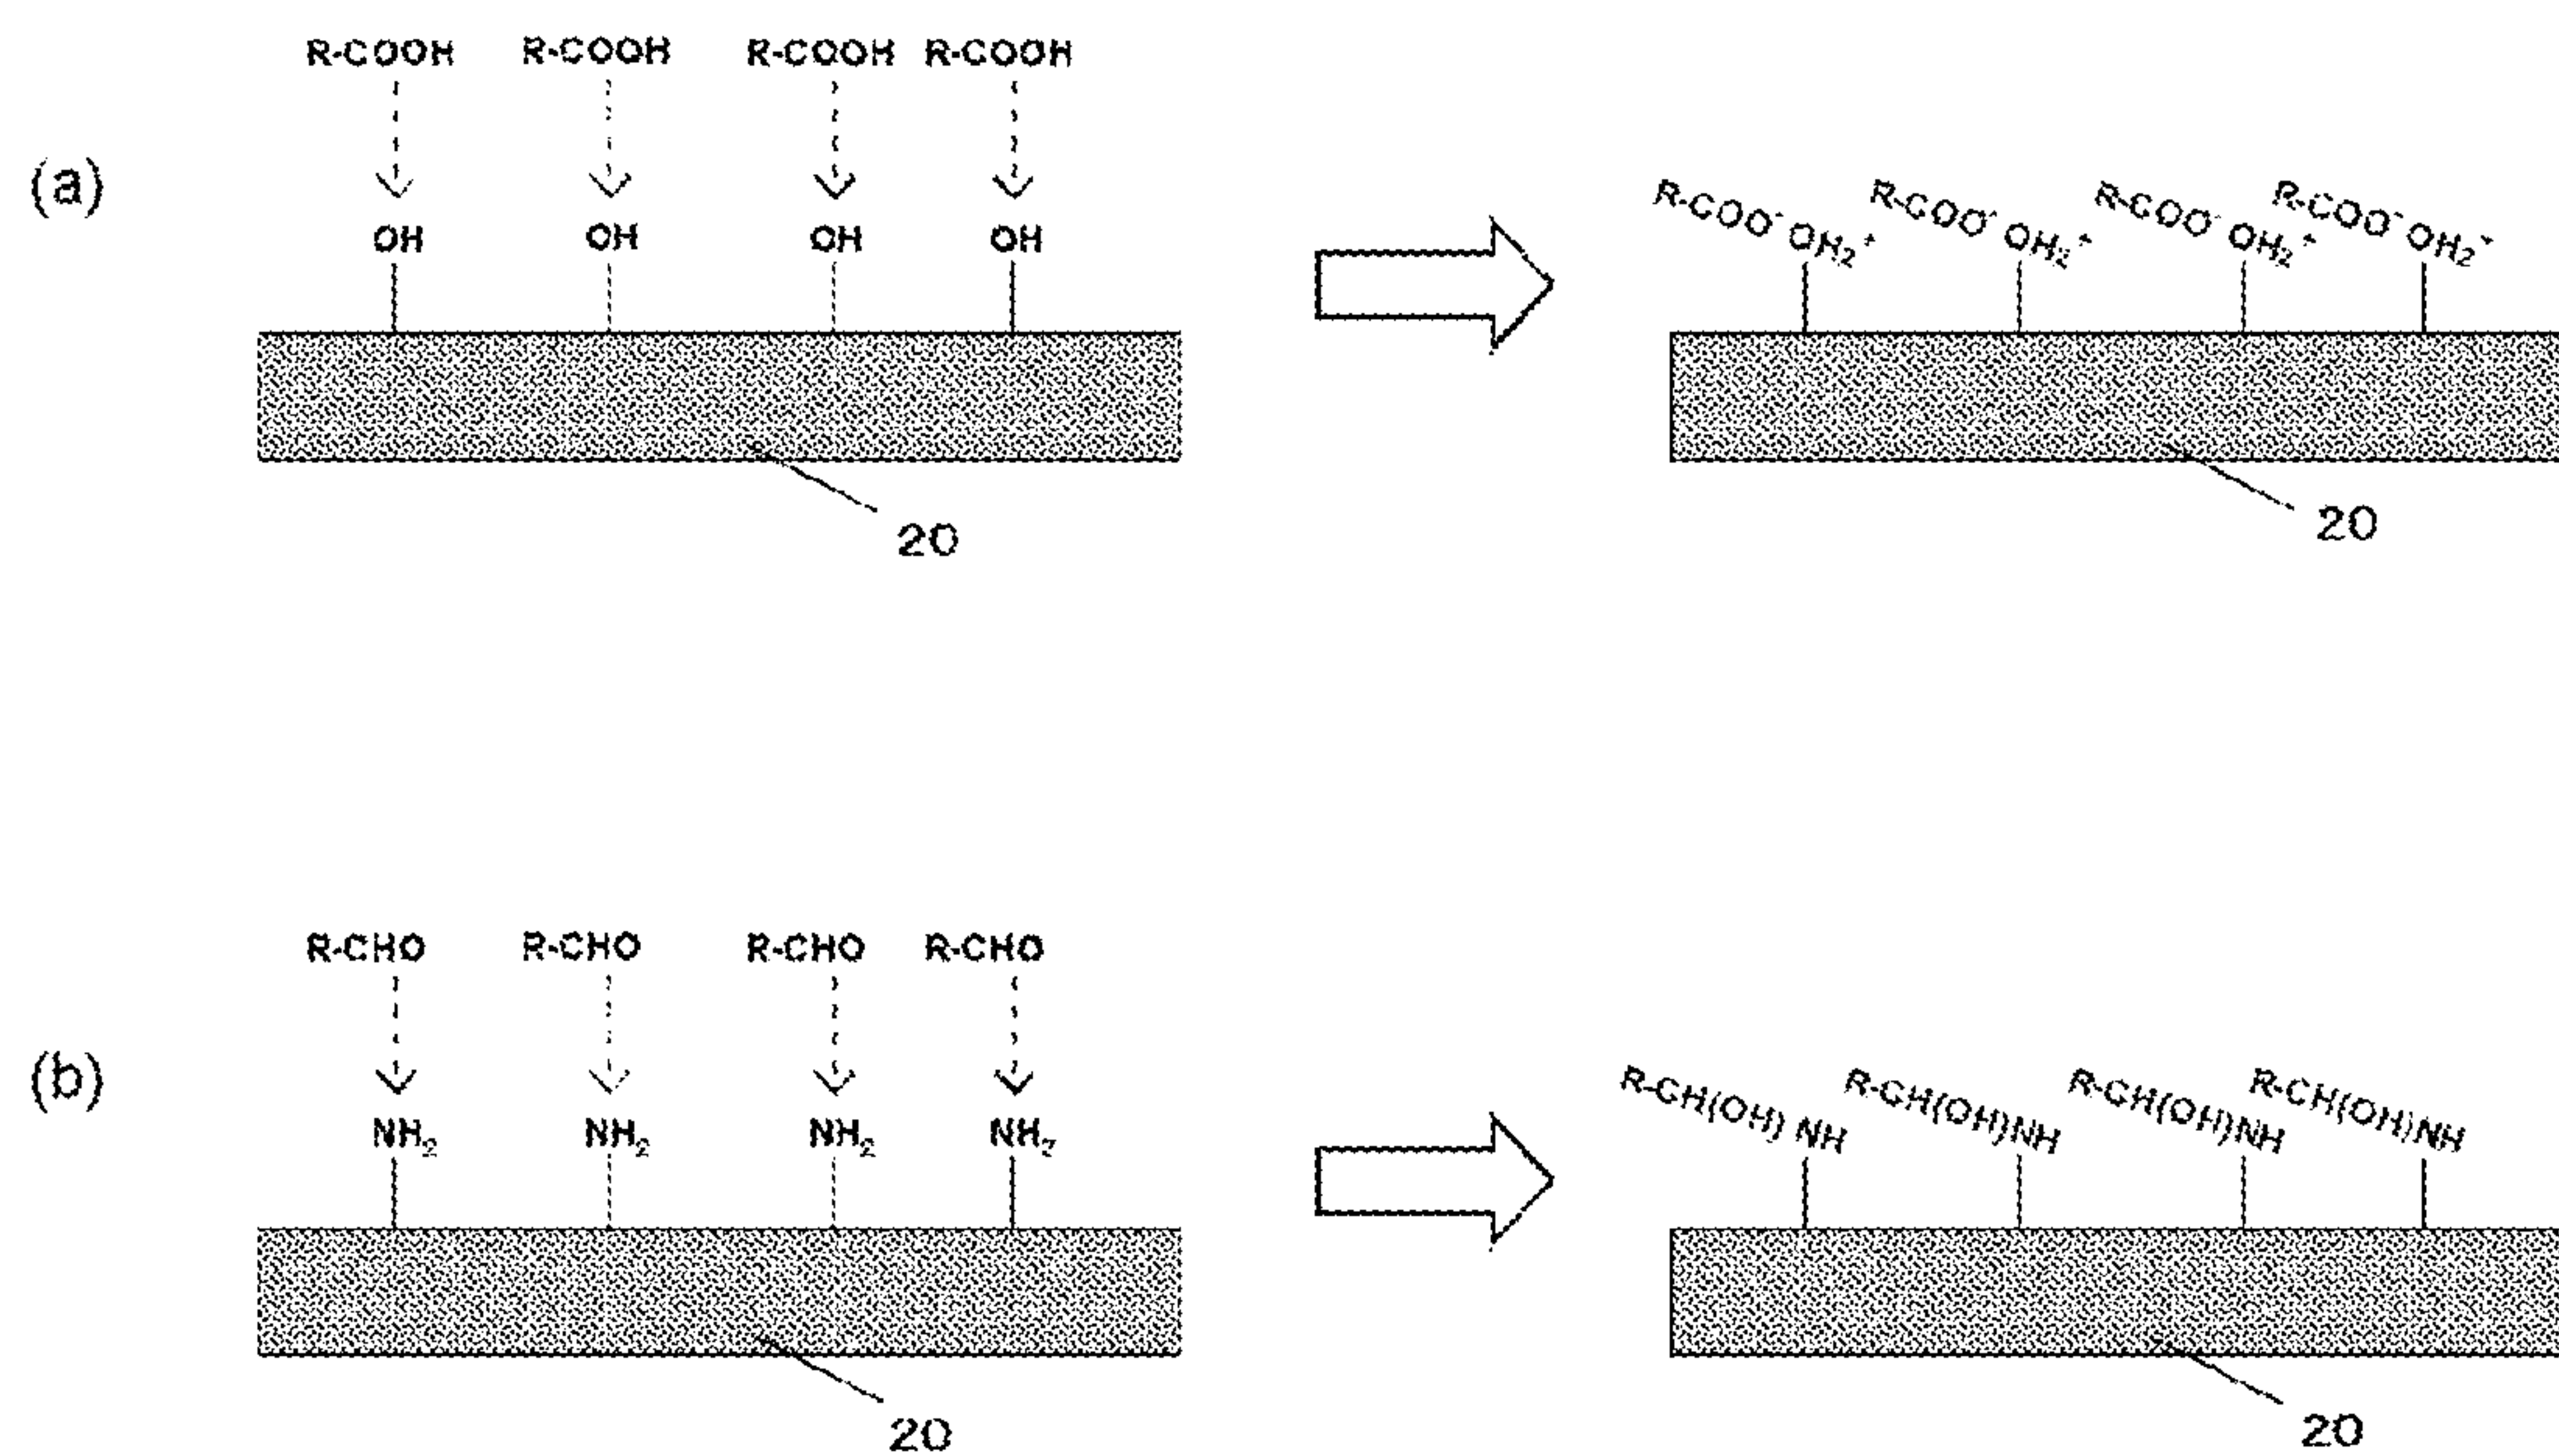 R-COOH R-COOH R-COOH R-COOH
(a)
OH OH OH OH
R-COO⁻OH₂⁺ R-COO⁻OH₂⁺ R-COO⁻OH₂⁺ R-COO⁻OH₂⁺
20 20
R-CHO R-CHO R-CHO R-CHO
(b)
NH₂ NH₂ NH₂ NH₂
R-CH(OH) NH R-CH(OH)NH R-CH(OH)NH R-CH(OH)NH
20 20